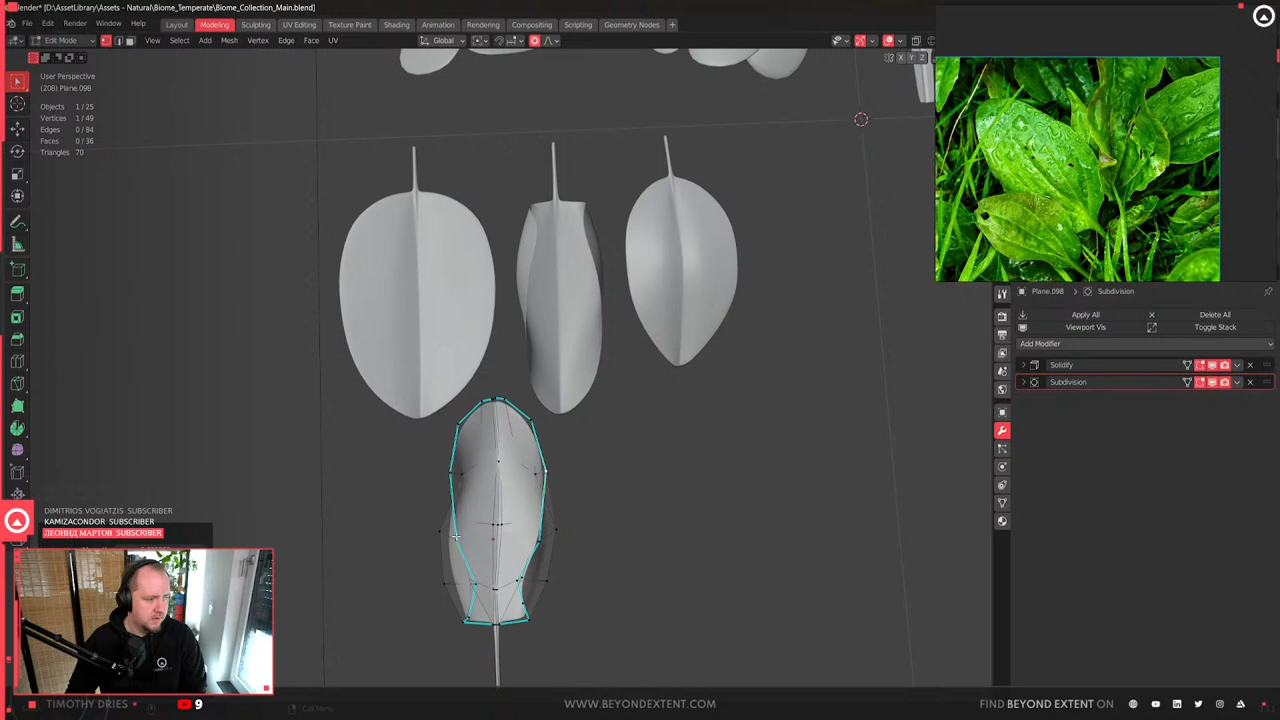 Blender* [D:\AssetLibrary\Assets - Natural\Biome_Temperate\Biome_Collection_Main.blend]
File Edit Render Window Help
Layout Modeling Sculpting UV Editing Texture Paint Shading Animation Rendering Compositing Scripting Geometry Nodes +
Edit Mode View Select Add Mesh Vertex Edge Face UV Global
X Y Z
User Perspective
(208) Plane.098
Objects 1 / 25
Vertices 1 / 49
Edges 0 / 84
Faces 0 / 36
Triangles 70
Plane.098 > Subdivision
Apply All Delete All
Viewport Vis Toggle Stack
Add Modifier
Solidify
Subdivision
DIMITRIOS VOGIATZIS SUBSCRIBER
KAMIZACONDOR SUBSCRIBER
ЛЕОНИД МАРТОВ SUBSCRIBER
TIMOTHY DRIES 9 WWW.BEYONDEXTENT.COM FIND BEYOND EXTENT ON
Call Menu